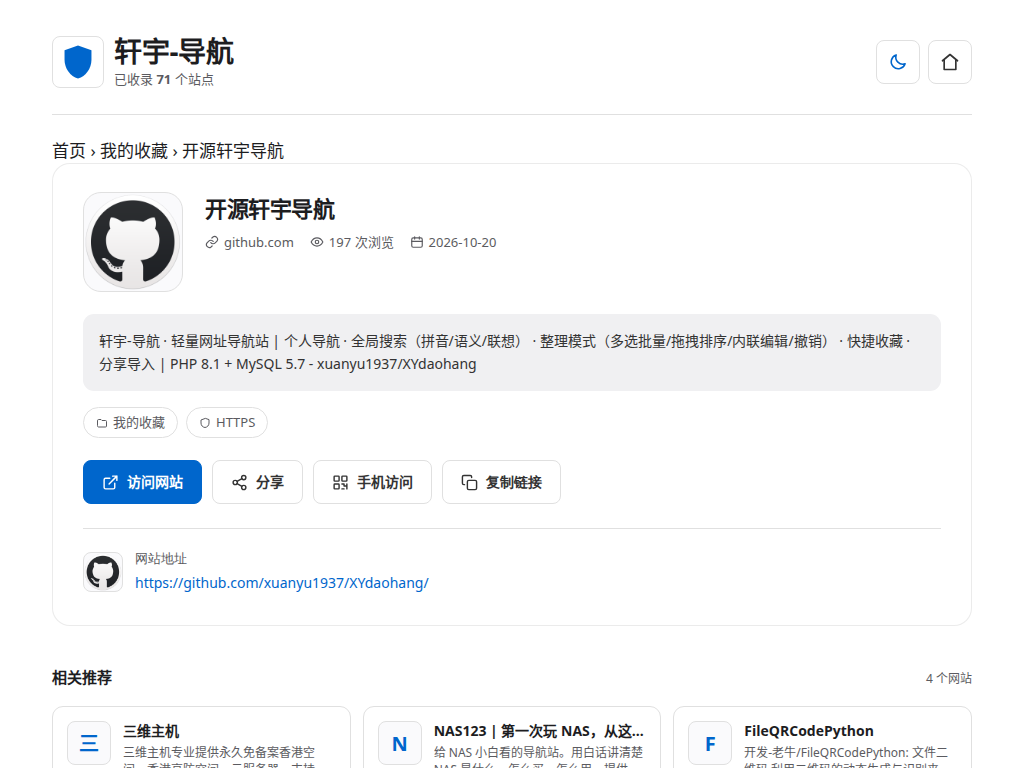 轩宇-导航
已收录 71 个站点
首页 › 我的收藏 › 开源轩宇导航
开源轩宇导航
github.com 197 次浏览 2026-10-20
轩宇-导航 · 轻量网址导航站 | 个人导航 · 全局搜索（拼音/语义/联想） · 整理模式（多选批量/拖拽排序/内联编辑/撤销） · 快捷收藏 ·
分享导入 | PHP 8.1 + MySQL 5.7 - xuanyu1937/XYdaohang
我的收藏 HTTPS
访问网站 分享 手机访问 复制链接
网站地址
https://github.com/xuanyu1937/XYdaohang/
相关推荐 4 个网站
三
三维主机
三维主机专业提供永久免备案香港空
N
NAS123 | 第一次玩 NAS，从这...
给 NAS 小白看的导航站。用白话讲清楚
F
FileQRCodePython
开发-老牛/FileQRCodePython: 文件二